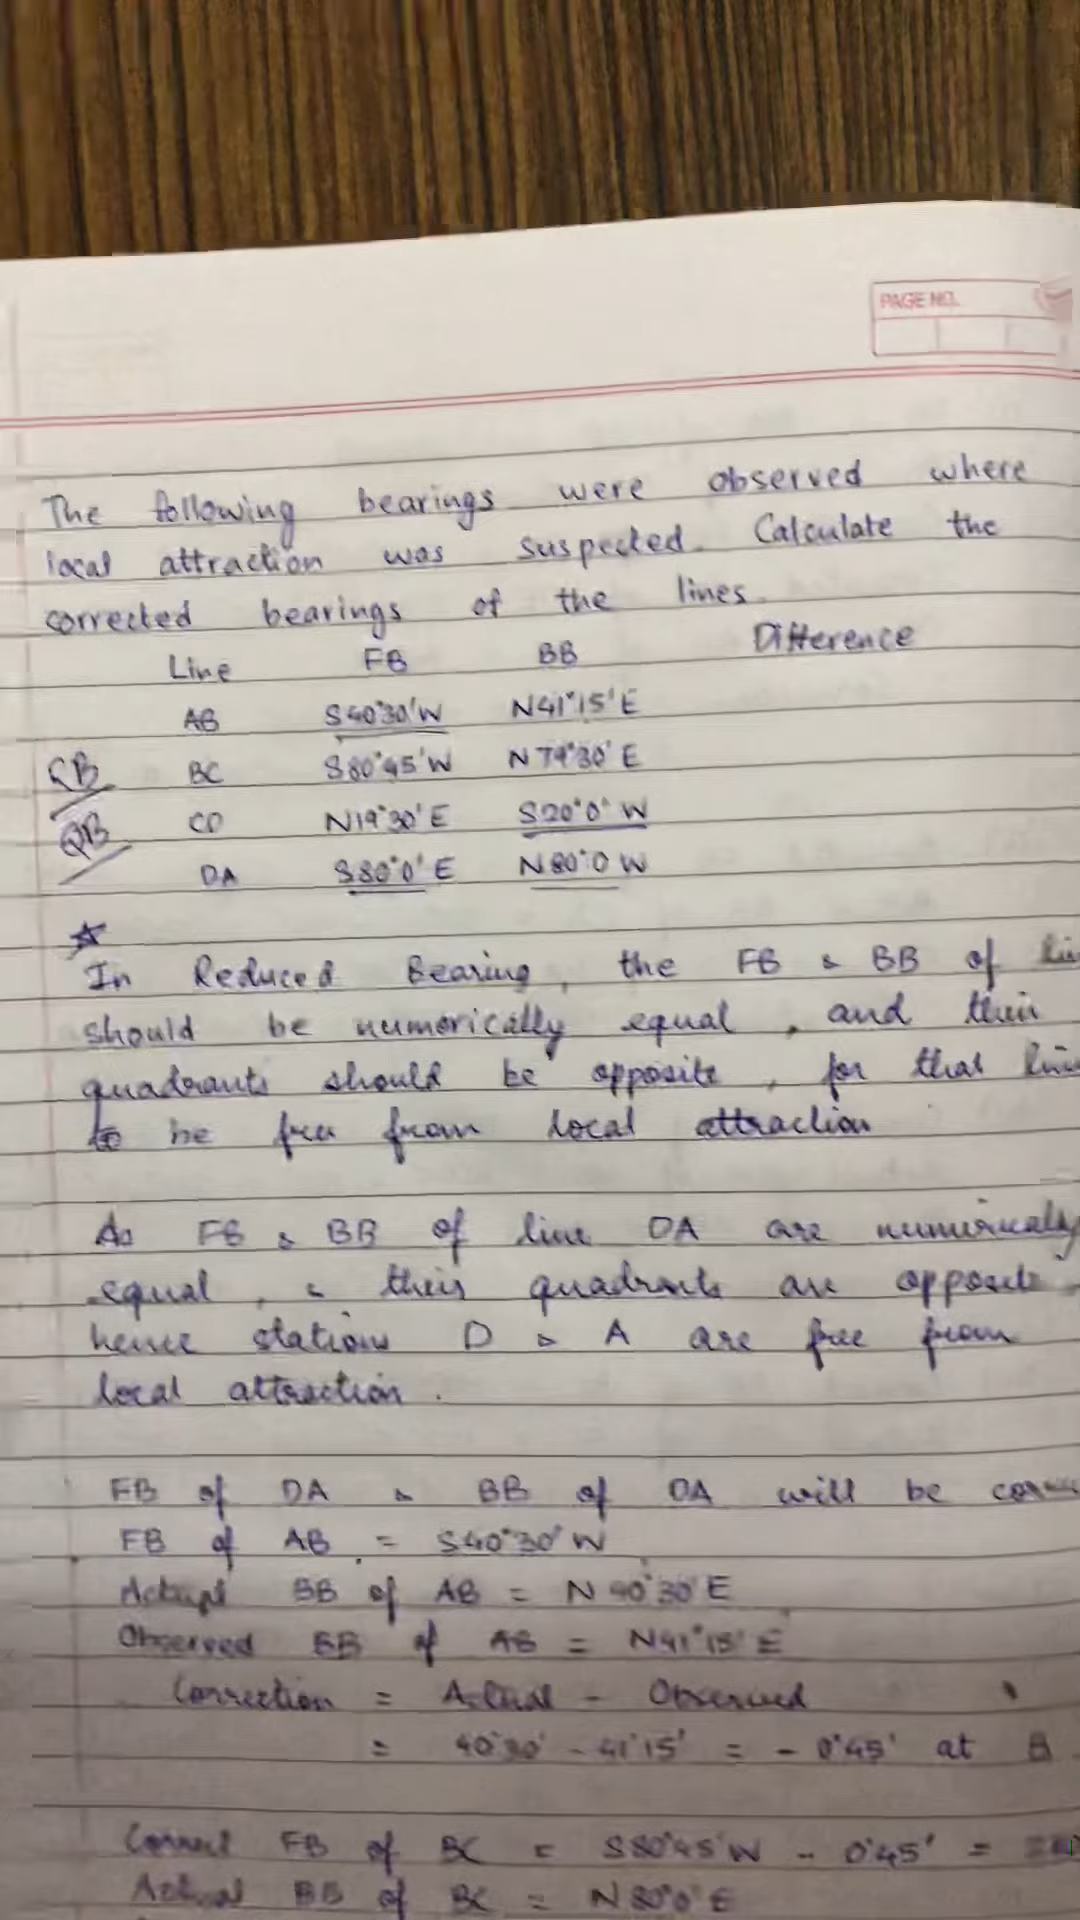 PAGE NO.
The following bearings were observed where
local attraction was suspected. Calculate the
corrected bearings of the lines.
Line FB BB Difference
AB S40°30'W N41°15'E
QB BC S80°45'W N79°30'E
QB CD N19°30'E S20°0'W
DA S80°0'E N80°0W
☆
In Reduced Bearing, the FB & BB of
should be numerically equal, and their
quadrants should be opposite, for that
to be free from local attraction
As FB & BB of line DA are numerically
equal, & their quadrants are opposite
hence stations D & A are free from
local attraction.
FB of DA & BB of DA will be
FB of AB = S40°30'W
Actual BB of AB = N40°30'E
Observed BB of AB = N41°15'E
Correction = Actual - Observed
= 40°30' - 41°15' = - 0°45' at B
Correct FB of BC = S80°45'W - 0°45' =
Actual BB of BC = N80°0'E